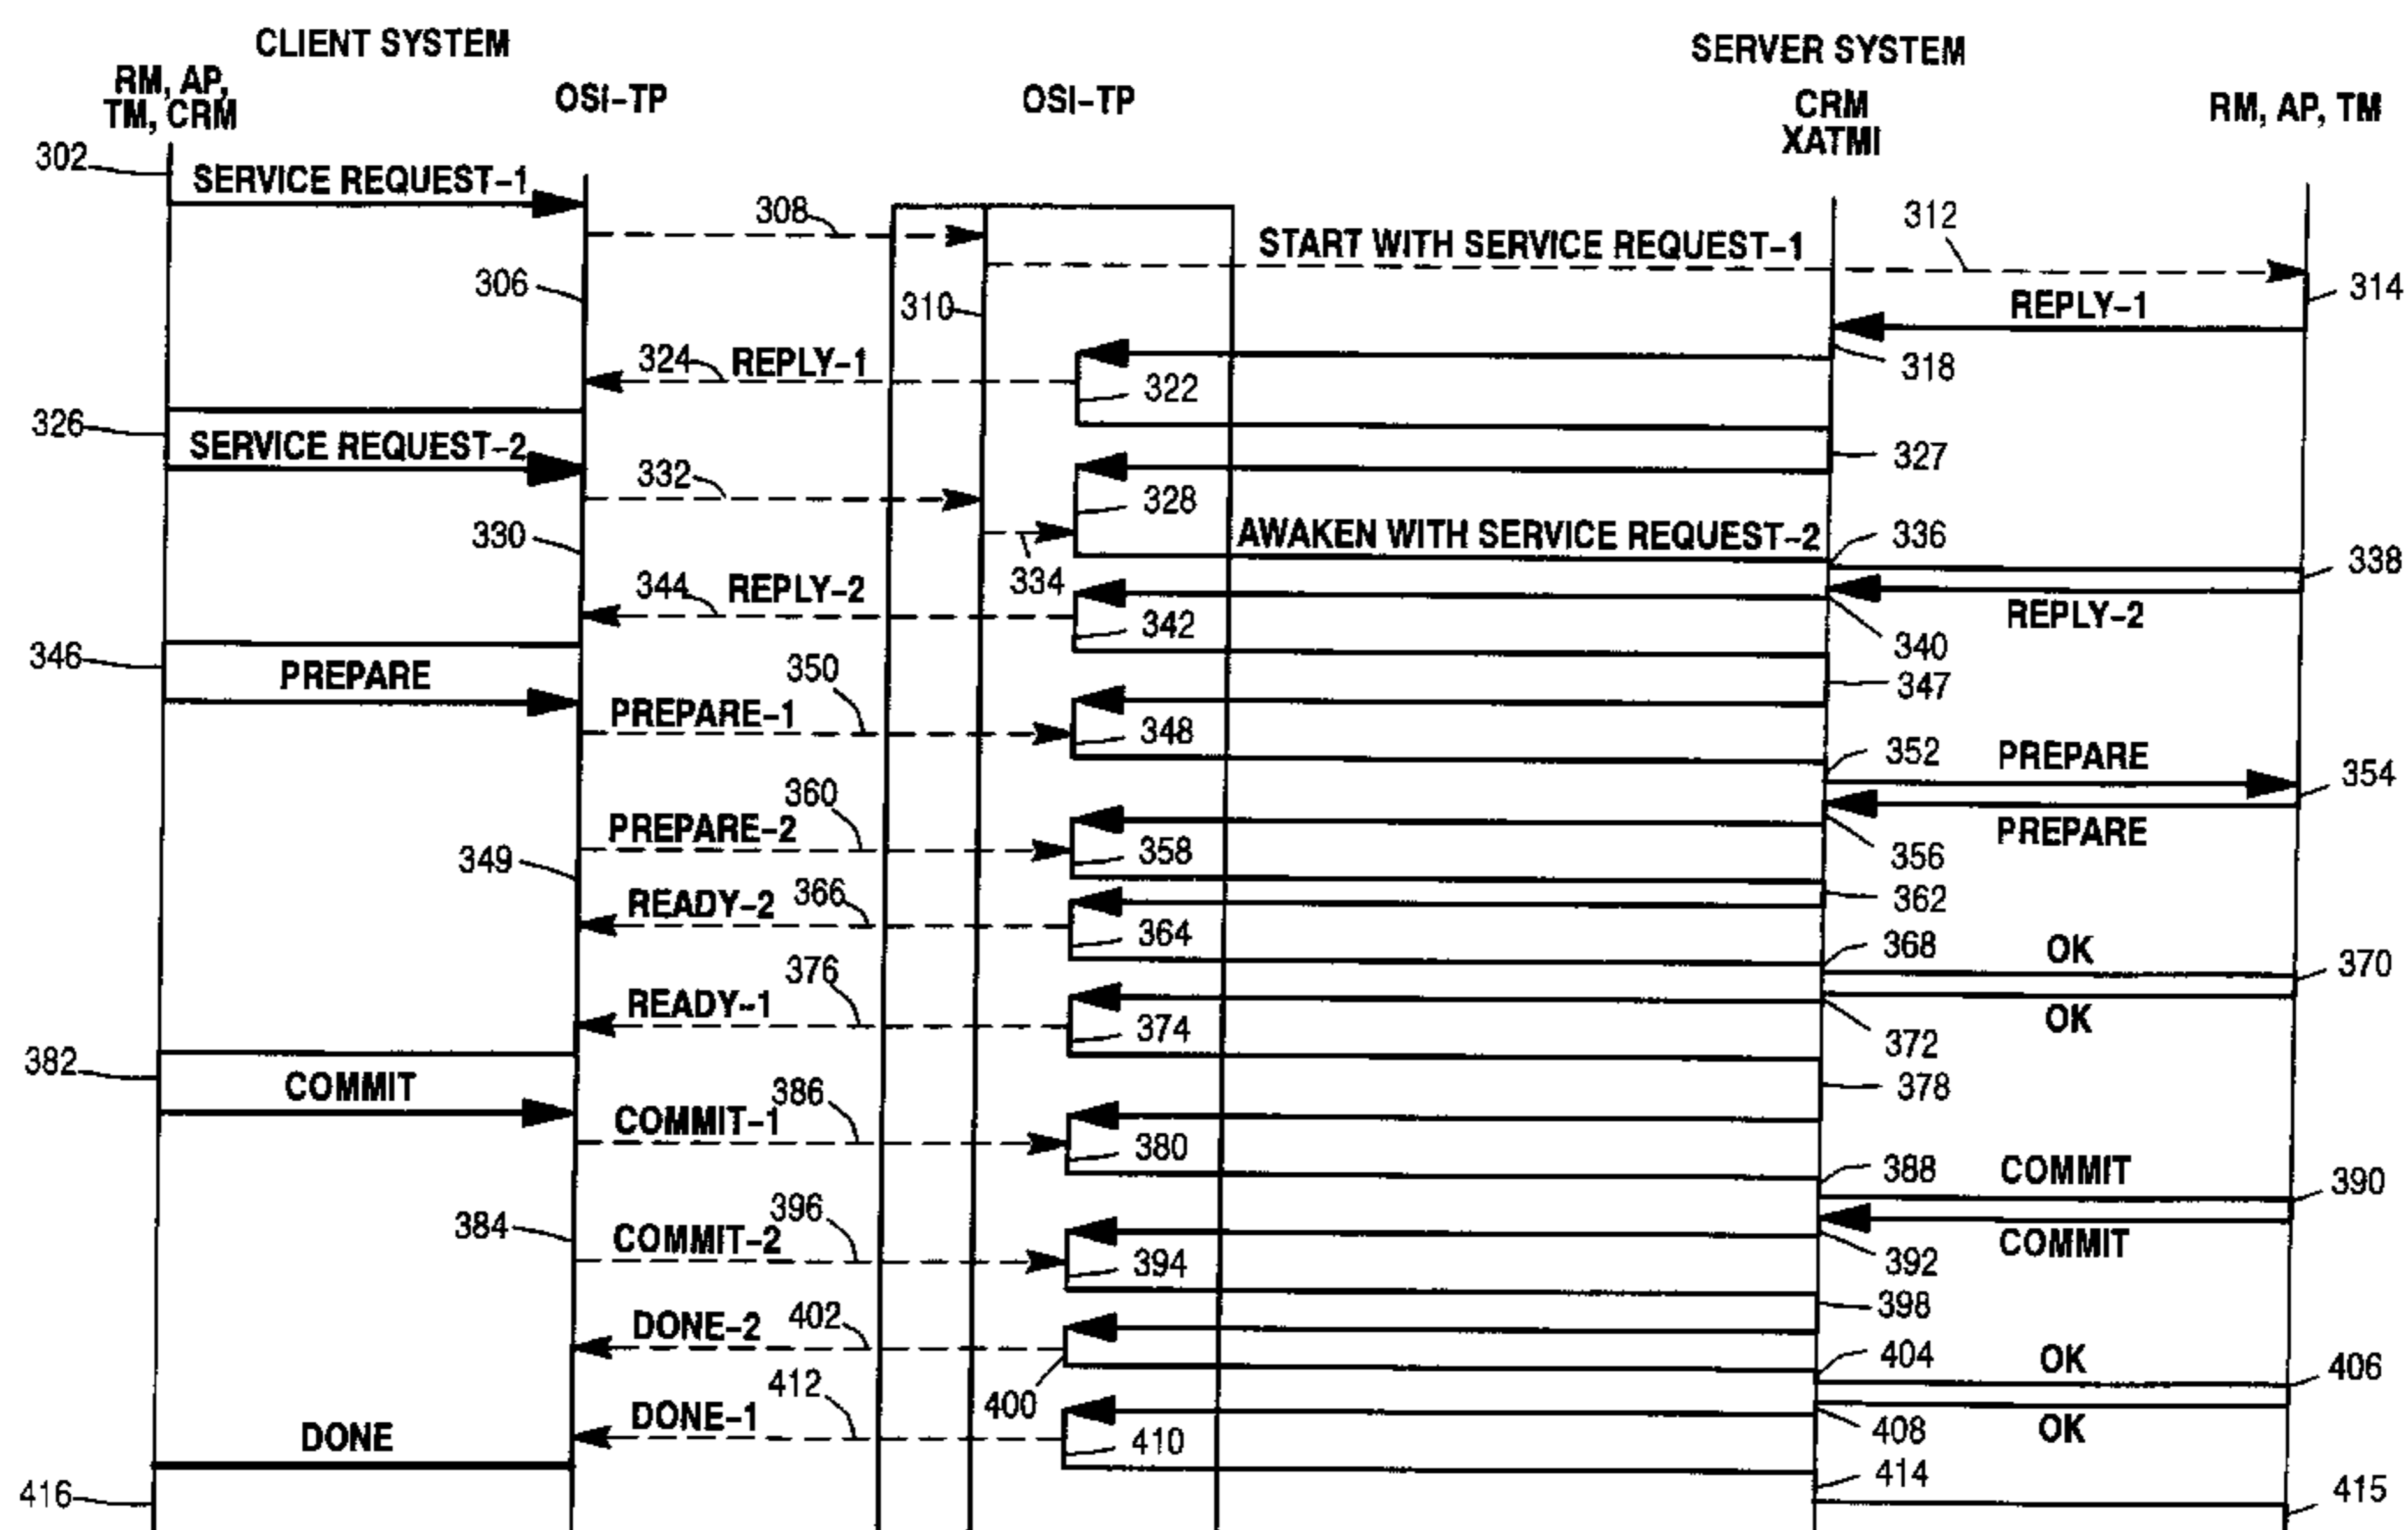 CLIENT SYSTEM
SERVER SYSTEM
RM, AP,
TM, CRM
OSI-TP
OSI-TP
CRM
XATMI
RM, AP, TM
302
SERVICE REQUEST-1
308
START WITH SERVICE REQUEST-1
312
306
310
314
REPLY-1
324
REPLY-1
318
322
326
SERVICE REQUEST-2
327
332
328
330
334
AWAKEN WITH SERVICE REQUEST-2
336
338
344
REPLY-2
342
REPLY-2
340
346
PREPARE
347
350
PREPARE-1
348
352
PREPARE
354
360
PREPARE-2
PREPARE
349
358
356
366
READY-2
362
364
368
OK
370
376
READY-1
374
OK
372
382
COMMIT
378
386
COMMIT-1
380
388
COMMIT
390
396
384
COMMIT-2
COMMIT
394
392
398
402
DONE-2
400
404
OK
406
412
DONE-1
DONE
410
408
OK
414
416
415